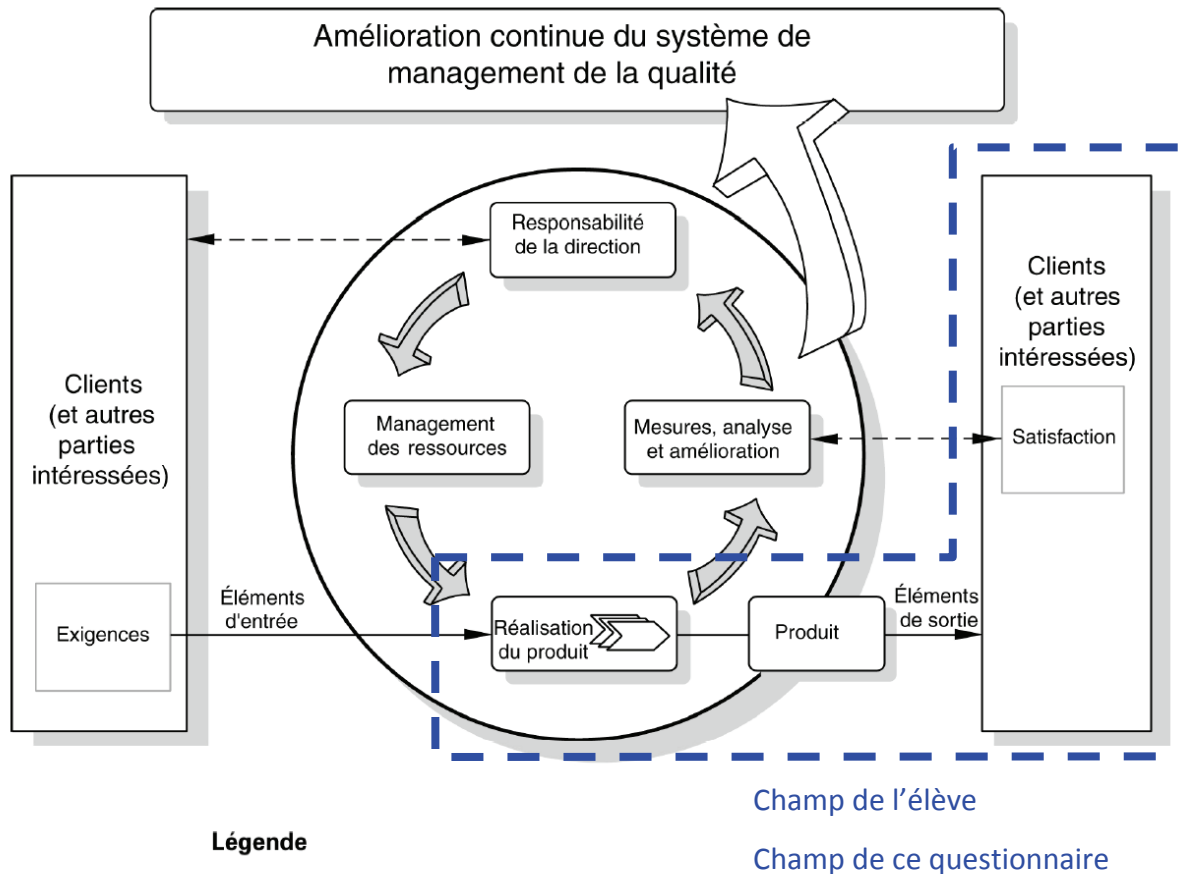 Amélioration continue du système de
management de la qualité
Responsabilité
de la direction
Clients
(et autres
parties
intéressées)
Clients
(et autres
parties
intéressées)
Management
des ressources
Mesures, analyse
et amélioration
Satisfaction
Exigences
Éléments
d'entrée
Réalisation
du produit
Produit
Éléments
de sortie
Champ de l’élève
Légende
Champ de ce questionnaire